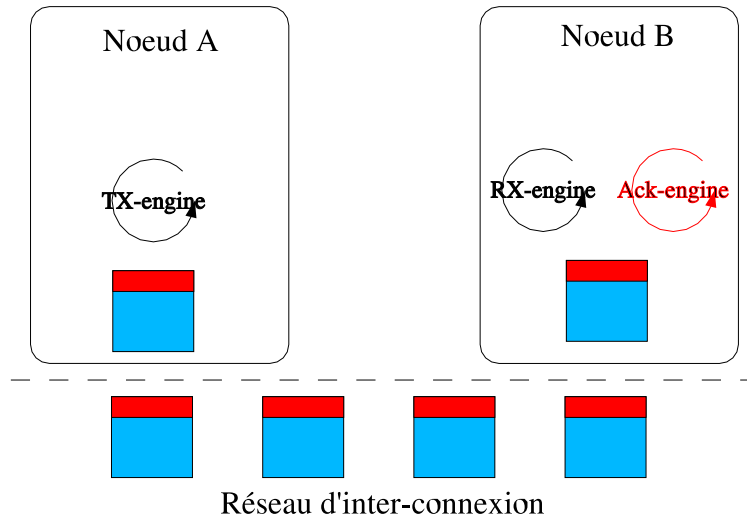 Noeud A
Noeud B
TX-engine
RX-engine
Ack-engine
Réseau d'inter-connexion